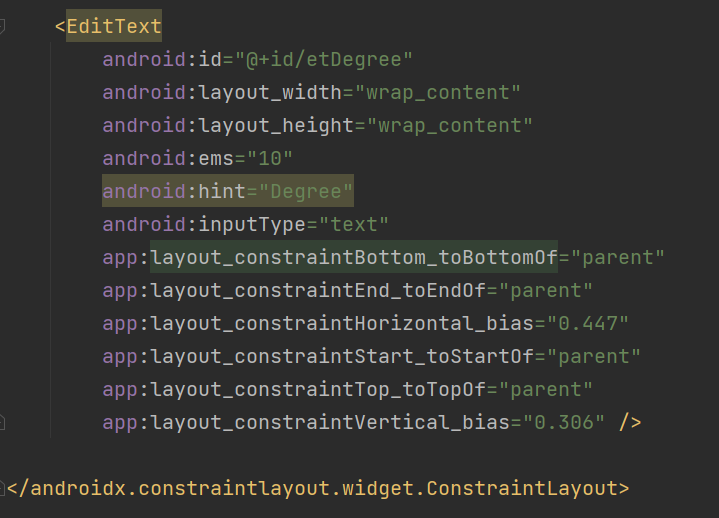 <EditText
android:id="@+id/etDegree"
android:layout_width="wrap_content"
android:layout_height="wrap_content"
android:ems="10"
android:hint="Degree"
android:inputType="text"
app:layout_constraintBottom_toBottomOf="parent"
app:layout_constraintEnd_toEndOf="parent"
app:layout_constraintHorizontal_bias="0.447"
app:layout_constraintStart_toStartOf="parent"
app:layout_constraintTop_toTopOf="parent"
app:layout_constraintVertical_bias="0.306" />
</androidx.constraintlayout.widget.ConstraintLayout>